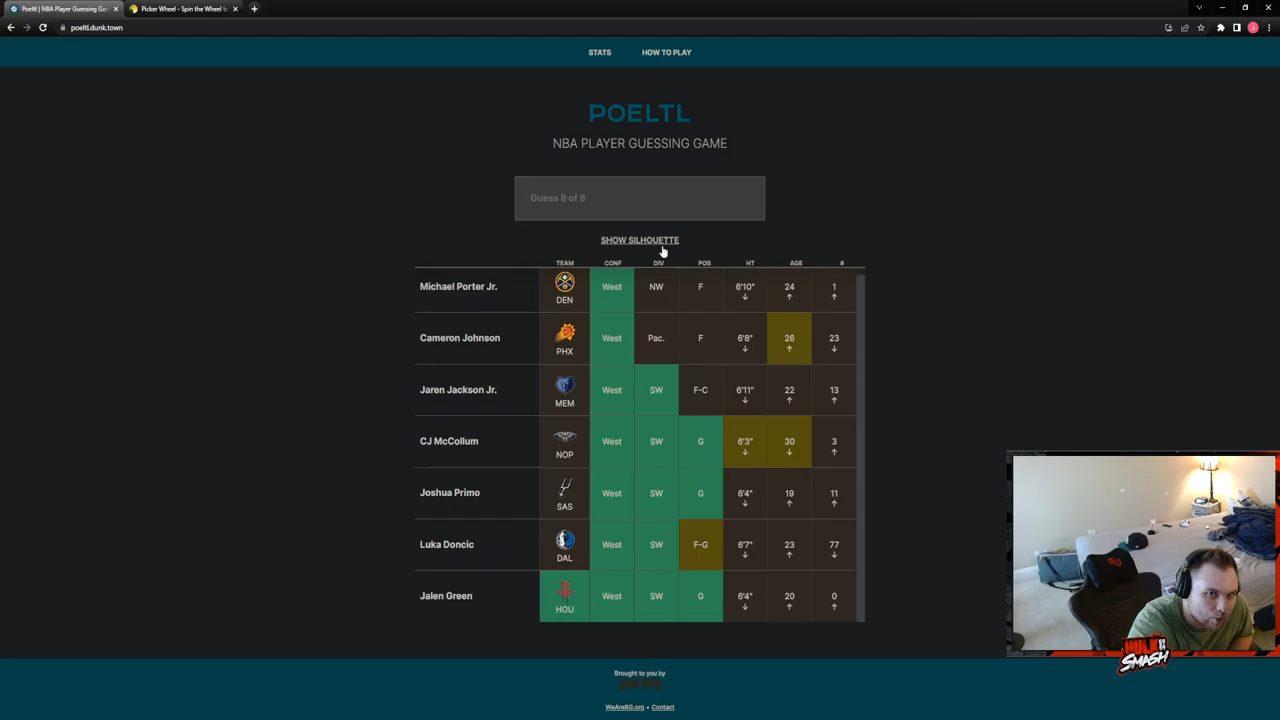 Poeltl | NBA Player Guessing Ga
Picker Wheel - Spin the Wheel t
poeltl.dunk.town
STATS
HOW TO PLAY
POELTL
NBA PLAYER GUESSING GAME
Guess 8 of 8
SHOW SILHOUETTE
TEAM CONF DIV POS HT AGE #
Michael Porter Jr. DEN West NW F 6'10" ↓ 24 ↑ 1 ↑
Cameron Johnson PHX West Pac. F 6'8" ↓ 26 ↑ 23 ↓
Jaren Jackson Jr. MEM West SW F-C 6'11" ↓ 22 ↑ 13 ↑
CJ McCollum NOP West SW G 6'3" ↓ 30 ↓ 3 ↑
Joshua Primo SAS West SW G 6'4" ↓ 19 ↑ 11 ↑
Luka Doncic DAL West SW F-G 6'7" ↓ 23 ↑ 77 ↓
Jalen Green HOU West SW G 6'4" ↓ 20 ↑ 0 ↑
HULK
SMASH
Brought to you by
WeAreBG.org • Contact